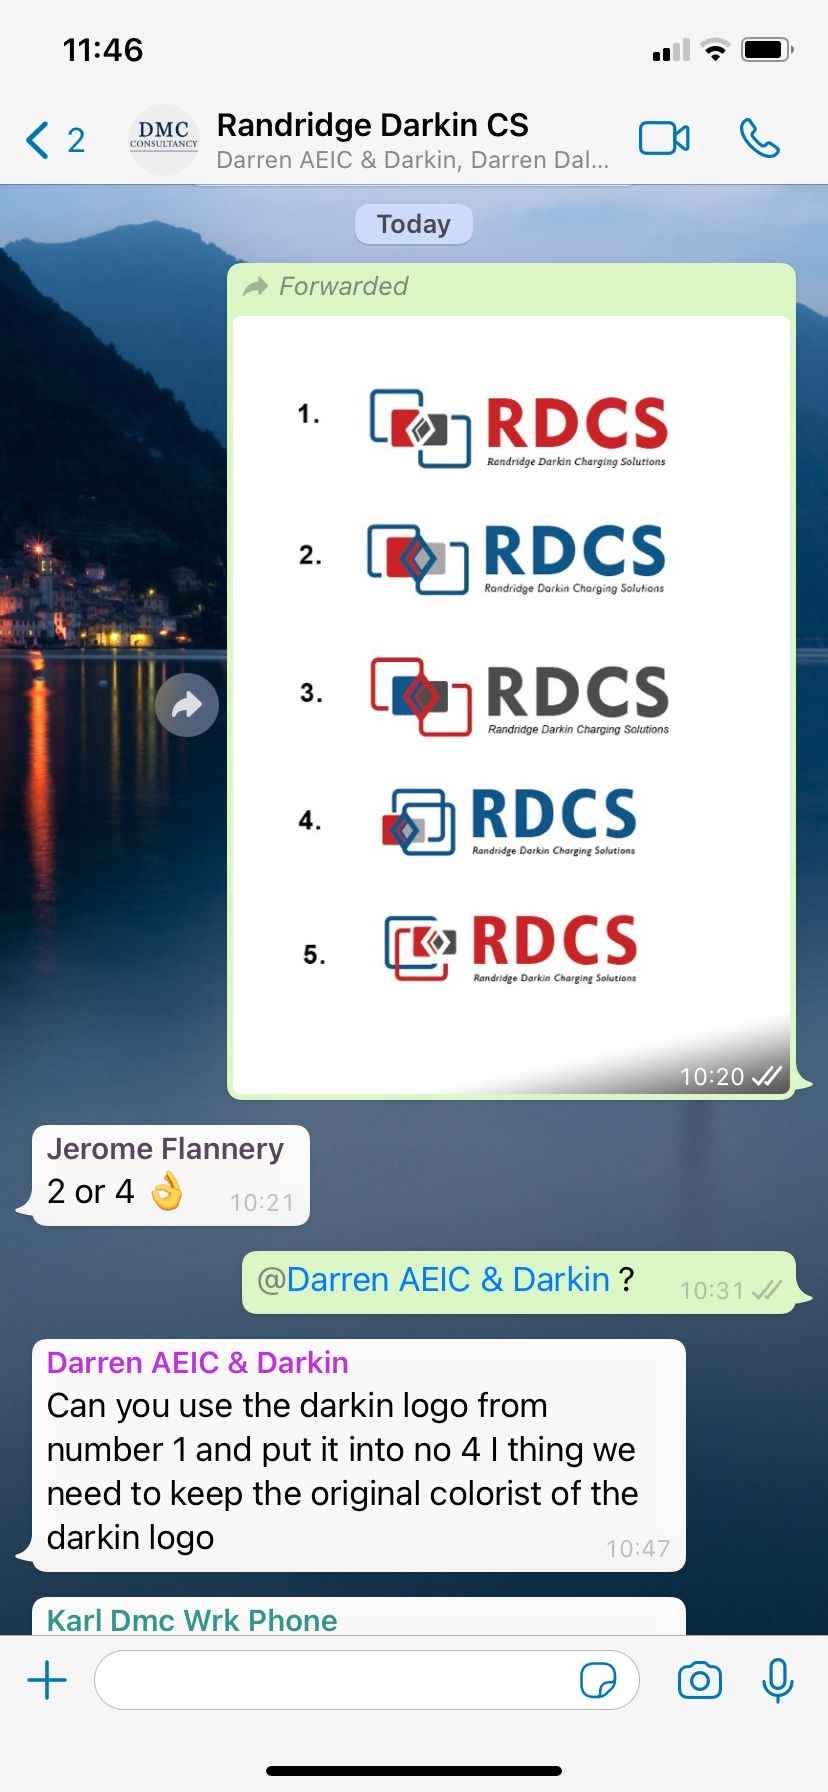 11:46
2
DMC
CONSULTANCY
Randridge Darkin CS
Darren AEIC & Darkin, Darren Dal...
Today
Forwarded
1.
RDCS
Randridge Darkin Charging Solutions
2.
RDCS
Randridge Darkin Charging Solutions
3.
RDCS
Randridge Darkin Charging Solutions
4.
RDCS
Randridge Darkin Charging Solutions
5.
RDCS
Randridge Darkin Charging Solutions
10:20
Jerome Flannery
2 or 4 👌 10:21
@Darren AEIC & Darkin ? 10:31
Darren AEIC & Darkin
Can you use the darkin logo from
number 1 and put it into no 4 I thing we
need to keep the original colorist of the
darkin logo 10:47
Karl Dmc Wrk Phone